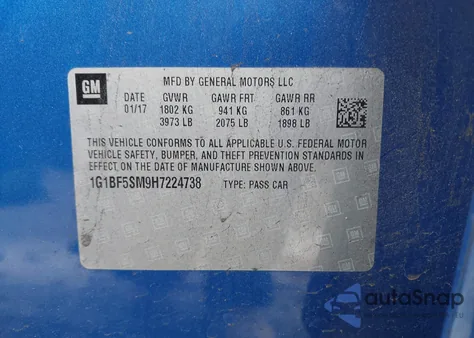 GM
MFD BY GENERAL MOTORS LLC
DATE GVWR GAWR FRT GAWR RR
01/17 1802 KG 941 KG 861 KG
3973 LB 2075 LB 1898 LB
THIS VEHICLE CONFORMS TO ALL APPLICABLE U.S. FEDERAL MOTOR
VEHICLE SAFETY, BUMPER, AND THEFT PREVENTION STANDARDS IN
EFFECT ON THE DATE OF MANUFACTURE SHOWN ABOVE.
1G1BF5SM9H7224738 TYPE: PASS CAR
autoSnap